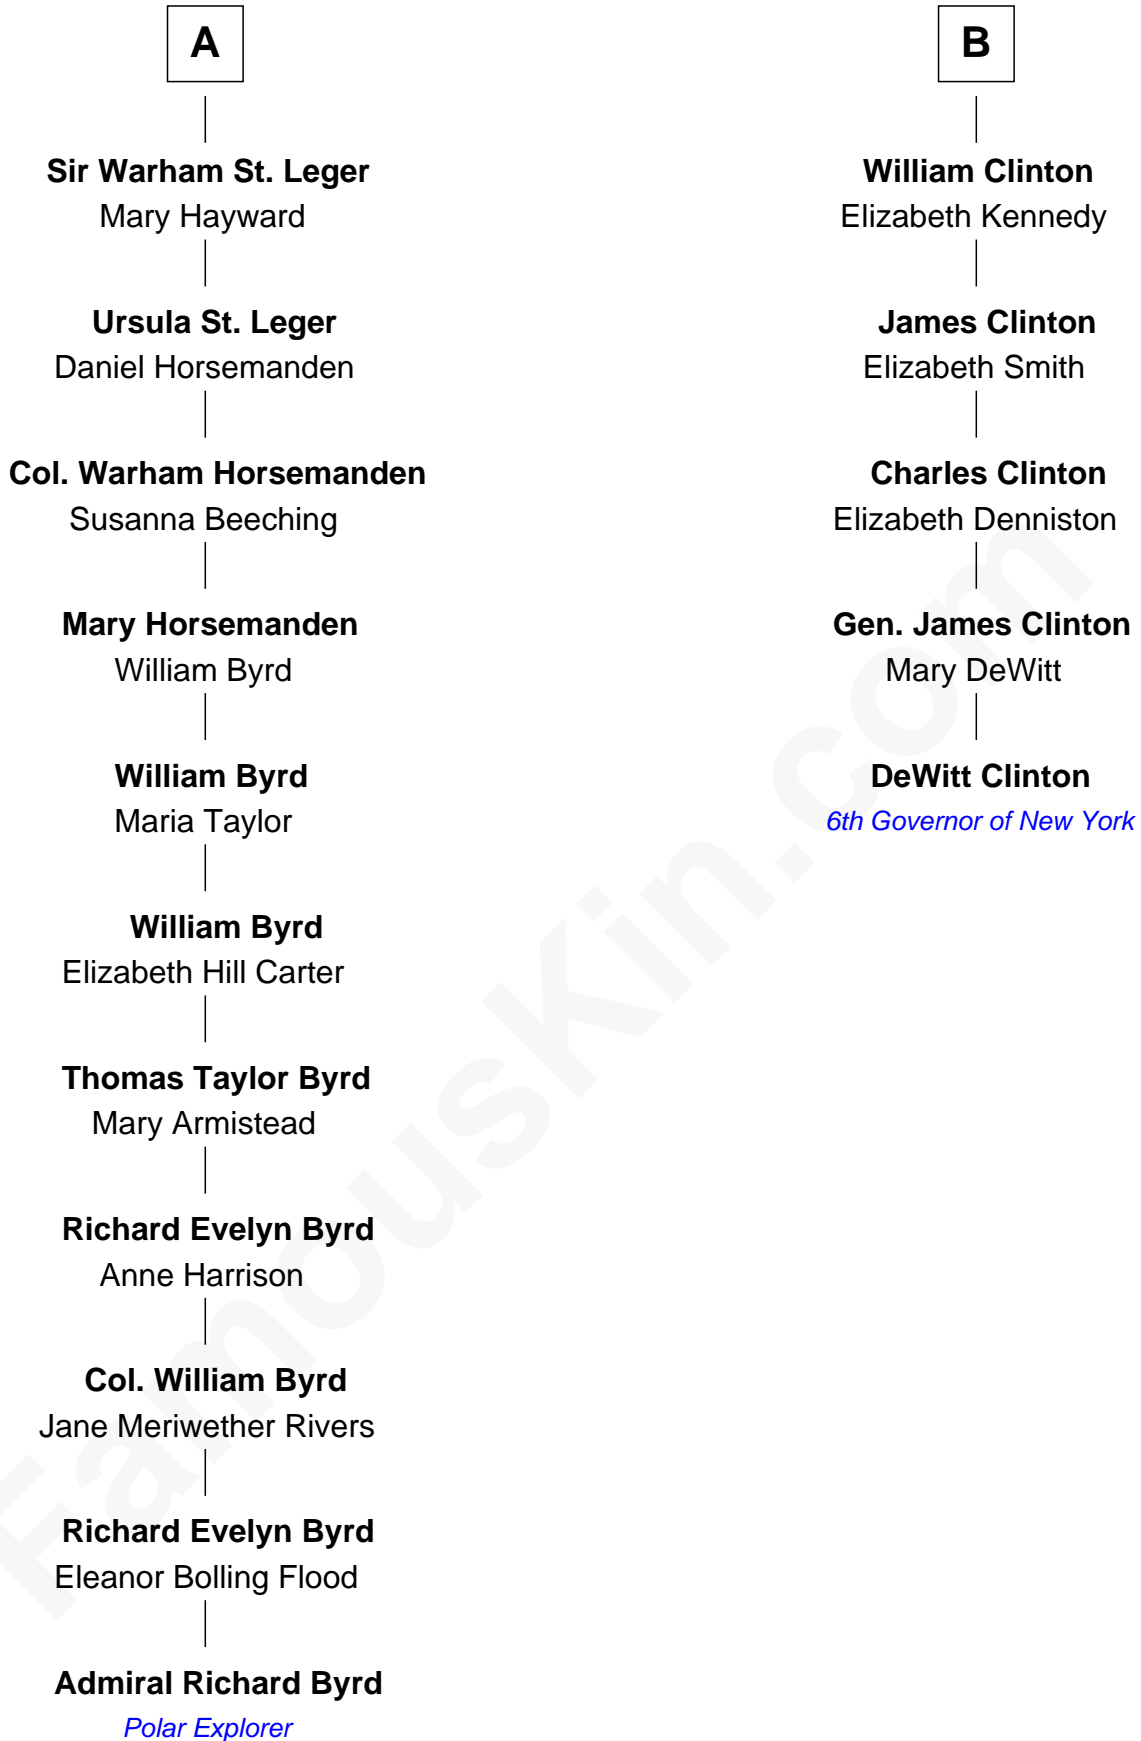 A
Sir Warham St. Leger
Mary Hayward
Ursula St. Leger
Daniel Horsemanden
Col. Warham Horsemanden
Susanna Beeching
Mary Horsemanden
William Byrd
William Byrd
Maria Taylor
William Byrd
Elizabeth Hill Carter
Thomas Taylor Byrd
Mary Armistead
Richard Evelyn Byrd
Anne Harrison
Col. William Byrd
Jane Meriwether Rivers
Richard Evelyn Byrd
Eleanor Bolling Flood
Admiral Richard Byrd
Polar Explorer
B
William Clinton
Elizabeth Kennedy
James Clinton
Elizabeth Smith
Charles Clinton
Elizabeth Denniston
Gen. James Clinton
Mary DeWitt
DeWitt Clinton
6th Governor of New York
FamousKin.com